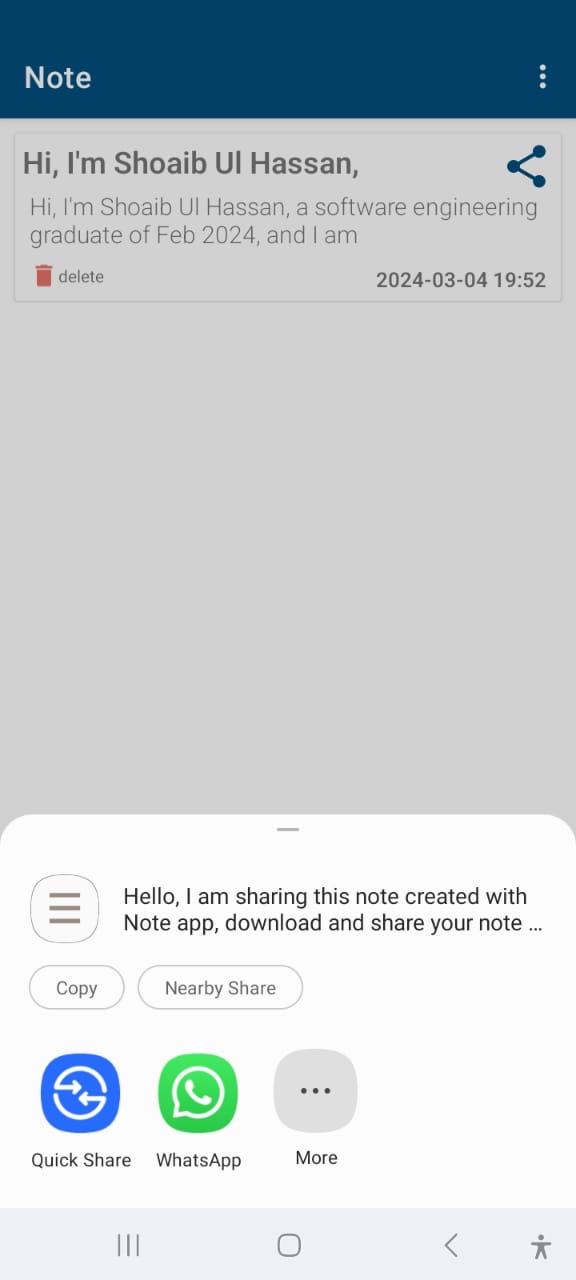 Note
Hi, I'm Shoaib Ul Hassan,
Hi, I'm Shoaib Ul Hassan, a software engineering
graduate of Feb 2024, and I am
delete
2024-03-04 19:52
Hello, I am sharing this note created with
Note app, download and share your note ...
Copy
Nearby Share
Quick Share
WhatsApp
More